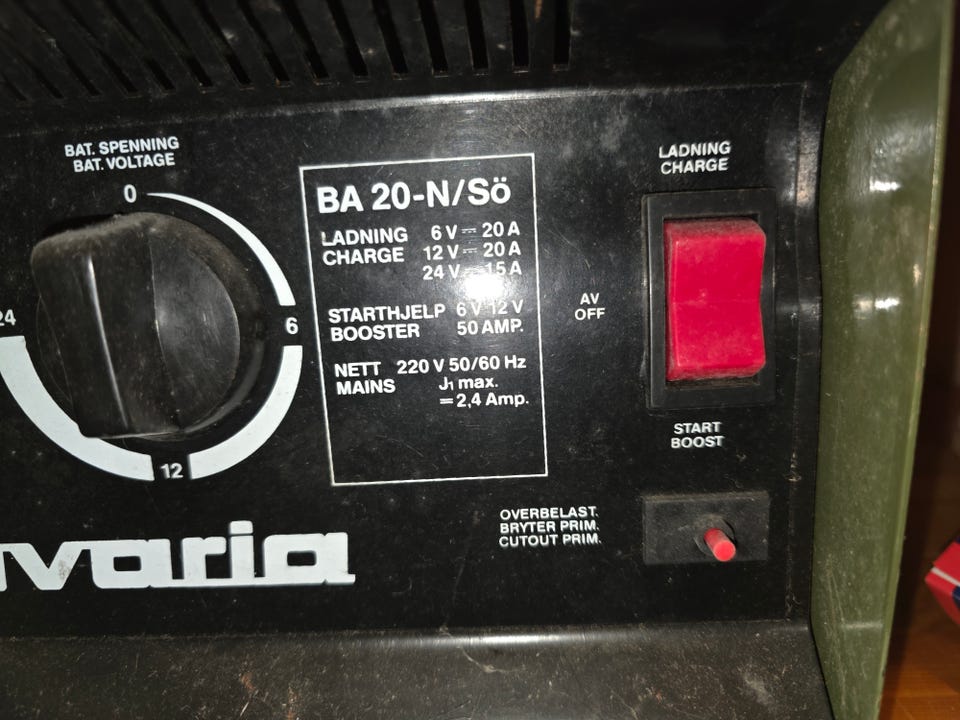 BAT. SPENNING
BAT. VOLTAGE
0
6
12
24
BA 20-N/Sö
LADNING 6 V 20 A
CHARGE 12 V 20 A
24 V 15 A
STARTHJELP 6 V 12 V
BOOSTER 50 AMP.
NETT 220 V 50/60 Hz
MAINS J1 max.
= 2,4 Amp.
LADNING
CHARGE
AV
OFF
START
BOOST
OVERBELAST.
BRYTER PRIM.
CUTOUT PRIM.
varia